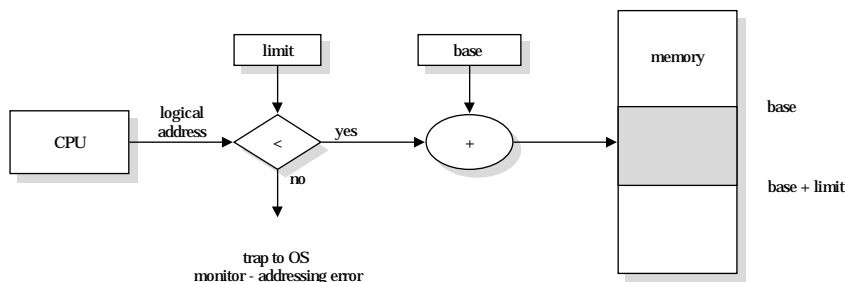 limit
base
memory
logical
address
base
CPU
<
yes
+
no
base + limit
trap to OS
monitor - addressing error